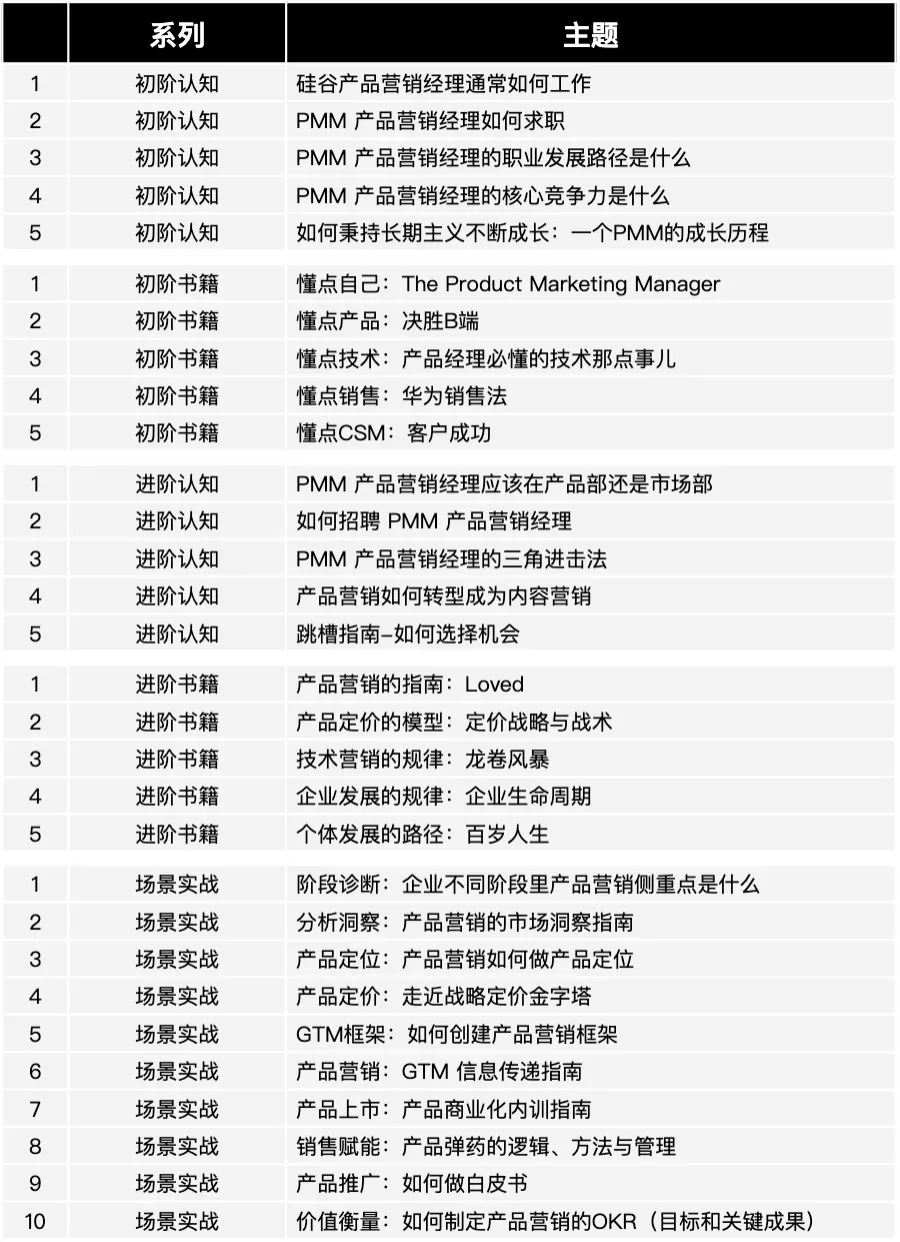 系列 主题
1 初阶认知 硅谷产品营销经理通常如何工作
2 初阶认知 PMM 产品营销经理如何求职
3 初阶认知 PMM 产品营销经理的职业发展路径是什么
4 初阶认知 PMM 产品营销经理的核心竞争力是什么
5 初阶认知 如何秉持长期主义不断成长：一个PMM的成长历程
1 初阶书籍 懂点自己：The Product Marketing Manager
2 初阶书籍 懂点产品：决胜B端
3 初阶书籍 懂点技术：产品经理必懂的技术那点事儿
4 初阶书籍 懂点销售：华为销售法
5 初阶书籍 懂点CSM：客户成功
1 进阶认知 PMM 产品营销经理应该在产品部还是市场部
2 进阶认知 如何招聘 PMM 产品营销经理
3 进阶认知 PMM 产品营销经理的三角进击法
4 进阶认知 产品营销如何转型成为内容营销
5 进阶认知 跳槽指南–如何选择机会
1 进阶书籍 产品营销的指南：Loved
2 进阶书籍 产品定价的模型：定价战略与战术
3 进阶书籍 技术营销的规律：龙卷风暴
4 进阶书籍 企业发展的规律：企业生命周期
5 进阶书籍 个体发展的路径：百岁人生
1 场景实战 阶段诊断：企业不同阶段里产品营销侧重点是什么
2 场景实战 分析洞察：产品营销的市场洞察指南
3 场景实战 产品定位：产品营销如何做产品定位
4 场景实战 产品定价：走近战略定价金字塔
5 场景实战 GTM框架：如何创建产品营销框架
6 场景实战 产品营销：GTM 信息传递指南
7 场景实战 产品上市：产品商业化内训指南
8 场景实战 销售赋能：产品弹药的逻辑、方法与管理
9 场景实战 产品推广：如何做白皮书
10 场景实战 价值衡量：如何制定产品营销的OKR（目标和关键成果）